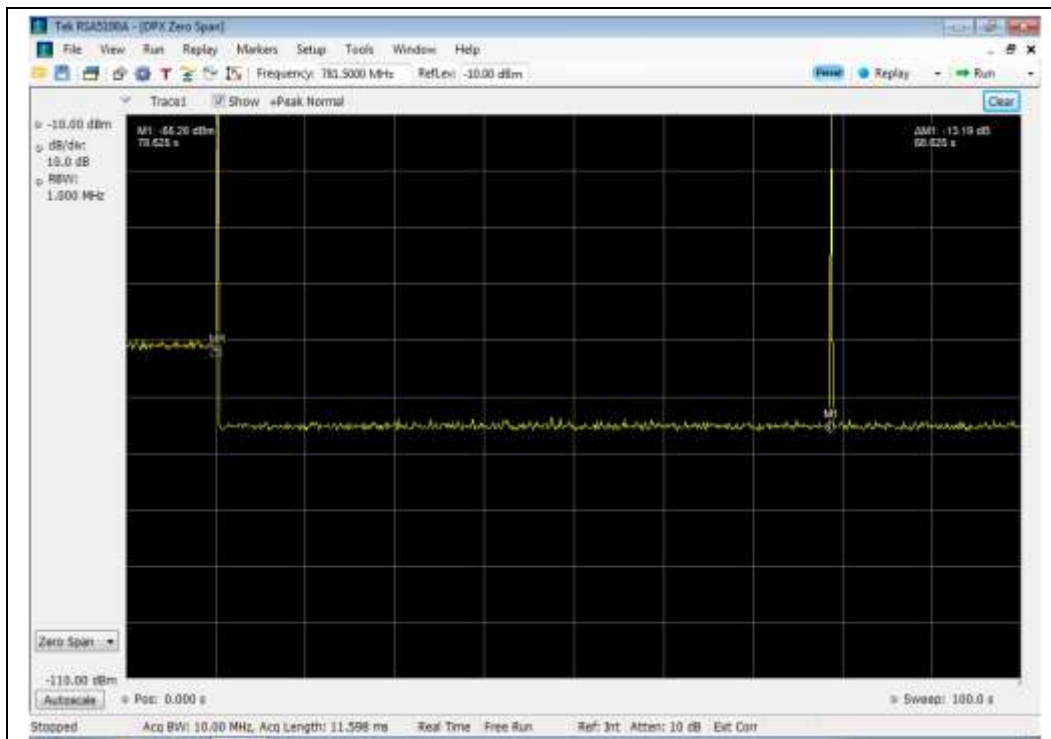 Tek RSA5100A - [DPX Zero Span]
File View Run Replay Markers Setup Tools Window Help
Frequency: 781.5000 MHz RefLev: -10.00 dBm Preset Replay Run
Trace1 Show +Peak Normal Clear
-10.00 dBm
dB/div:
10.0 dB
RBW:
1.000 MHz
M1: -65.26 dBm
78.625 s
ΔM1: -13.19 dB
68.625 s
MR
M1
Zero Span
-110.00 dBm
Autoscale Pos: 0.000 s Sweep: 100.0 s
Stopped Acq BW: 10.00 MHz, Acq Length: 11.598 ms Real Time Free Run Ref: Int Atten: 10 dB Ext Corr